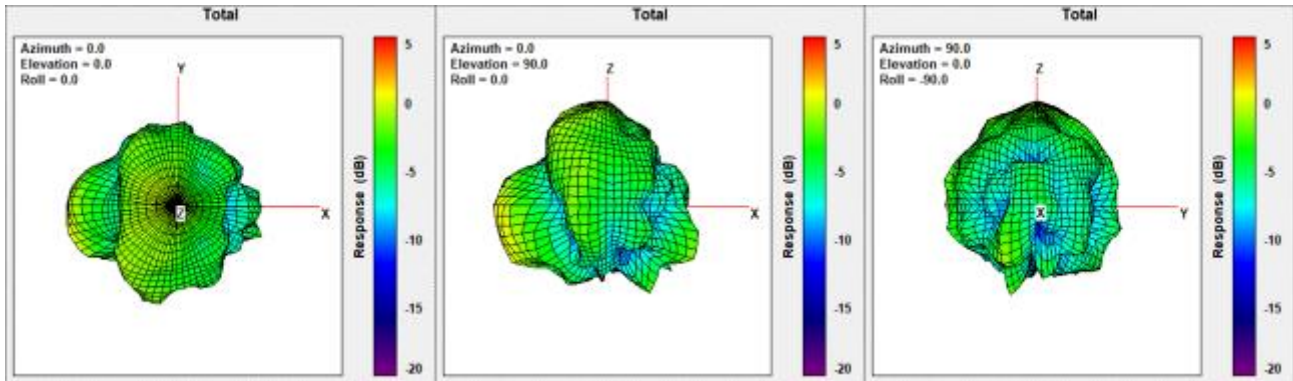 Total
Azimuth = 0.0
Elevation = 0.0
Roll = 0.0
Y
Z
X
5
0
-5
-10
-15
-20
Response (dB)
Total
Azimuth = 0.0
Elevation = 90.0
Roll = 0.0
Z
X
5
0
-5
-10
-15
-20
Response (dB)
Total
Azimuth = 90.0
Elevation = 0.0
Roll = -90.0
Z
X
Y
5
0
-5
-10
-15
-20
Response (dB)